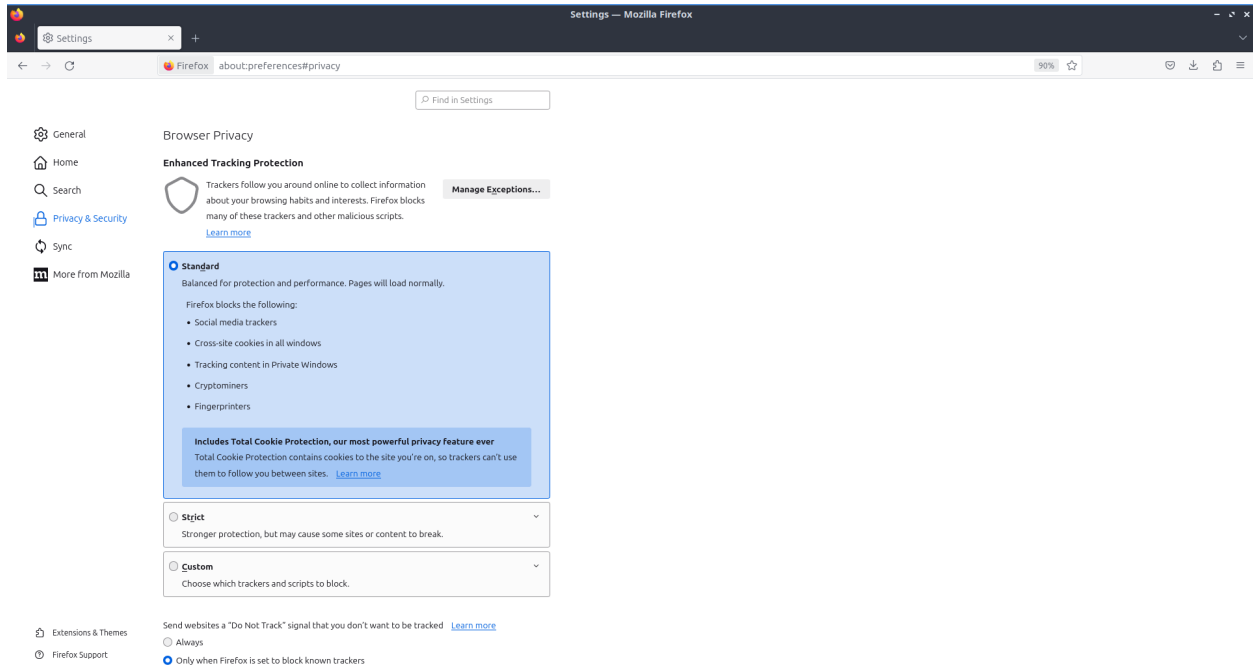 Settings — Mozilla Firefox
Settings
Firefox about:preferences#privacy 90%
Find in Settings
General
Home
Search
Privacy & Security
Sync
m More from Mozilla
Extensions & Themes
Firefox Support
Browser Privacy
Enhanced Tracking Protection
Trackers follow you around online to collect information
about your browsing habits and interests. Firefox blocks
many of these trackers and other malicious scripts.
Learn more
Manage Exceptions...
Standard
Balanced for protection and performance. Pages will load normally.
Firefox blocks the following:
• Social media trackers
• Cross-site cookies in all windows
• Tracking content in Private Windows
• Cryptominers
• Fingerprinters
Includes Total Cookie Protection, our most powerful privacy feature ever
Total Cookie Protection contains cookies to the site you're on, so trackers can't use
them to follow you between sites. Learn more
Strict
Stronger protection, but may cause some sites or content to break.
Custom
Choose which trackers and scripts to block.
Send websites a "Do Not Track" signal that you don't want to be tracked Learn more
Always
Only when Firefox is set to block known trackers